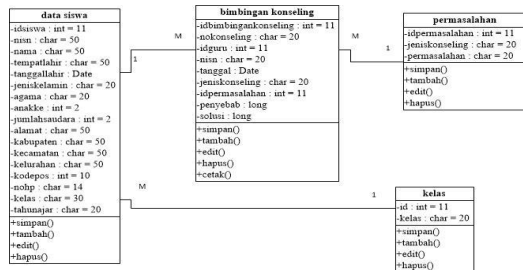 data siswa
-idsiswa : int = 11
-nisn : char = 50
-nama : char = 50
-tempatlahir : char = 50
-tanggallahir : Date
-jeniskelamin : char = 20
-agama : char = 20
-anakke : int = 2
-jumlahsaudara : int = 2
-alamat : char = 50
-kabupaten : char = 50
-kecamatan : char = 50
-kelurahan : char = 50
-kodepos : int = 10
-nohp : char = 14
-kelas : char = 30
-tahunajar : char = 20
+simpan()
+tambah()
+edit()
+hapus()
M
1
bimbingan konseling
-idbimbingankonseling : int = 11
-nokonseling : char = 20
-idguru : int = 11
-nisn : char = 20
-tanggal : Date
-jeniskonseling : char = 20
-idpermasalahan : int = 11
-penyebab : long
-solusi : long
+simpan()
+tambah()
+edit()
+hapus()
+cetak()
M
1
permasalahan
-idpermasalahan : int = 11
-jeniskonseling : char = 20
-permasalahan : char = 20
+simpan()
+tambah()
+edit()
+hapus()
M
1
kelas
-id : int = 11
-kelas : char = 20
+simpan()
+tambah()
+edit()
+hapus()